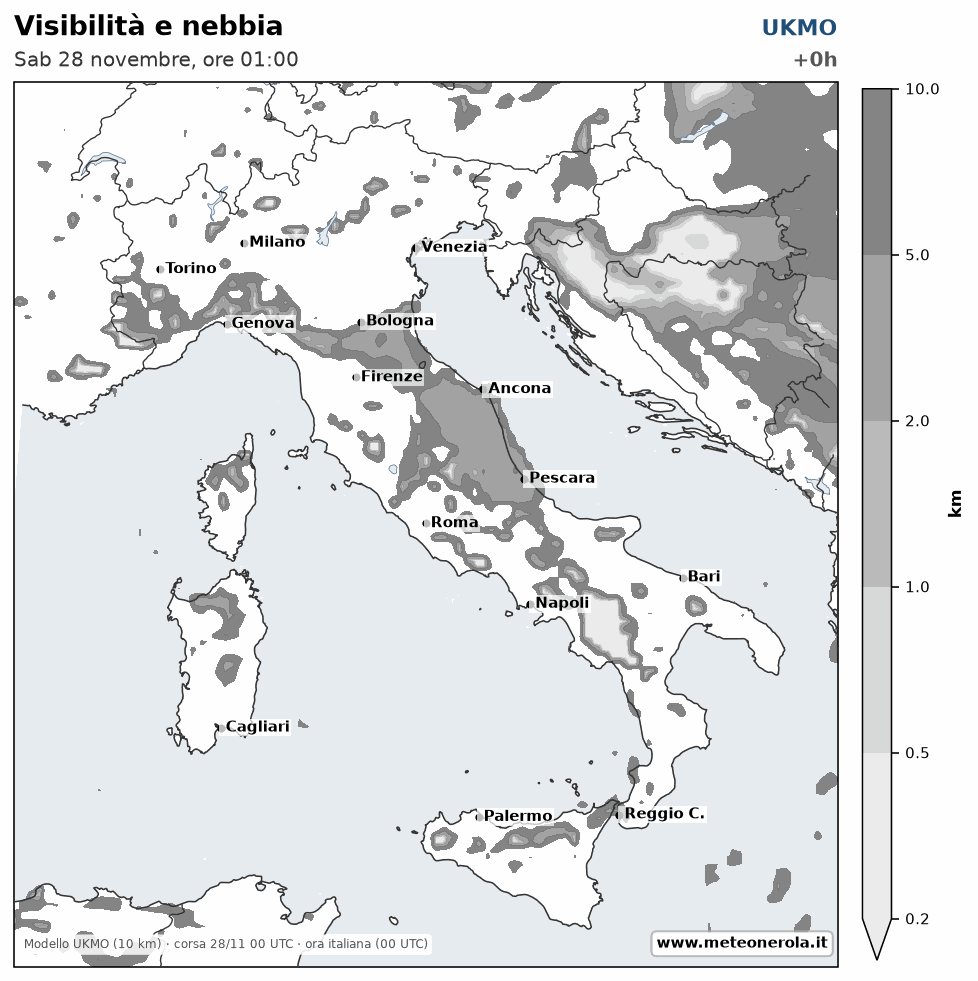 Visibilità e nebbia
UKMO
Sab 28 novembre, ore 01:00
+0h
10.0
5.0
2.0
1.0
0.5
0.2
km
Milano
Venezia
Torino
Genova
Bologna
Firenze
Ancona
Pescara
Roma
Bari
Napoli
Cagliari
Palermo
Reggio C.
Modello UKMO (10 km) · corsa 28/11 00 UTC · ora italiana (00 UTC)
www.meteonerola.it